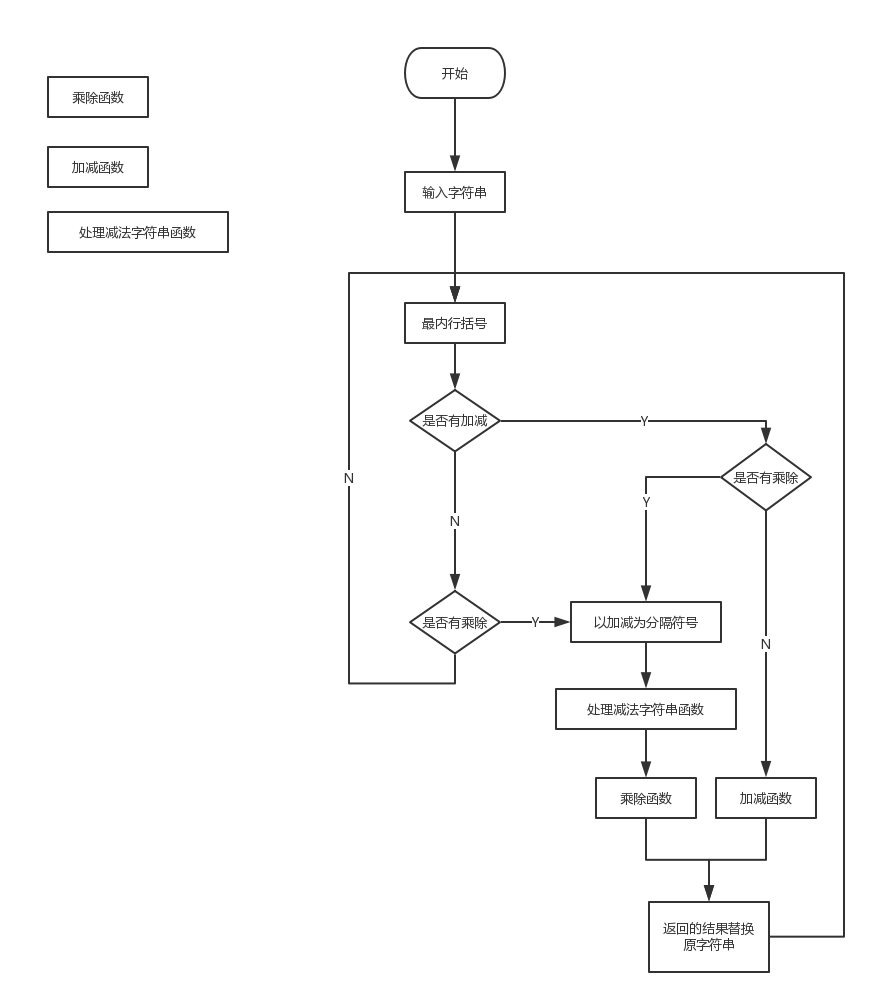 开始
乘除函数
加减函数
输入字符串
处理减法字符串函数
最内行括号
是否有加减
Y
是否有乘除
N
Y
N
是否有乘除
Y
以加减为分隔符号
N
处理减法字符串函数
乘除函数
加减函数
返回的结果替换
原字符串